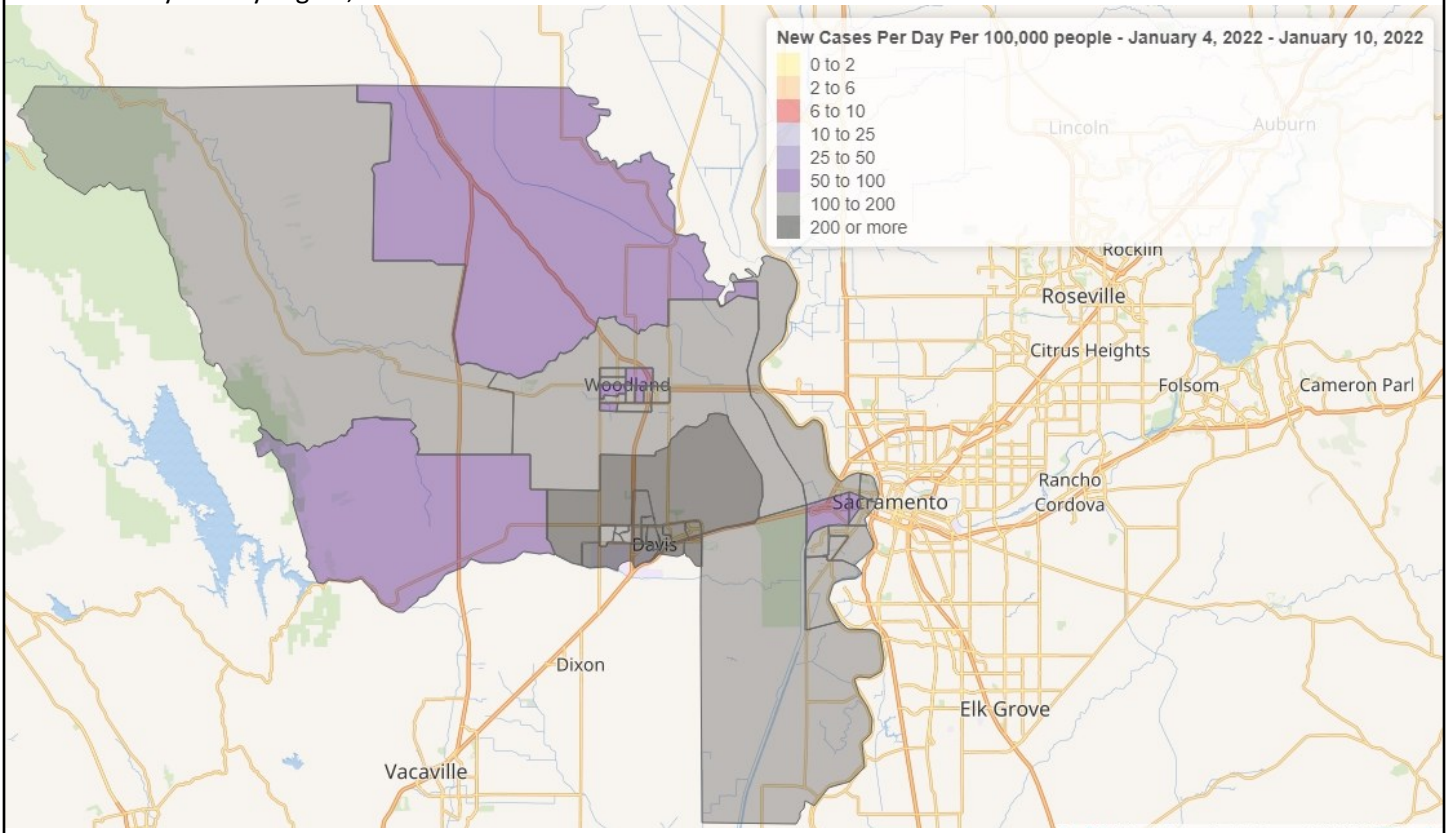 New Cases Per Day Per 100,000 people - January 4, 2022 - January 10, 2022
0 to 2
2 to 6
6 to 10
10 to 25
25 to 50
50 to 100
100 to 200
200 or more
Lincoln
Auburn
Rocklin
Roseville
Citrus Heights
Woodland
Folsom
Cameron Parl
Rancho
Cordova
Sacramento
Davis
Dixon
Elk Grove
Vacaville